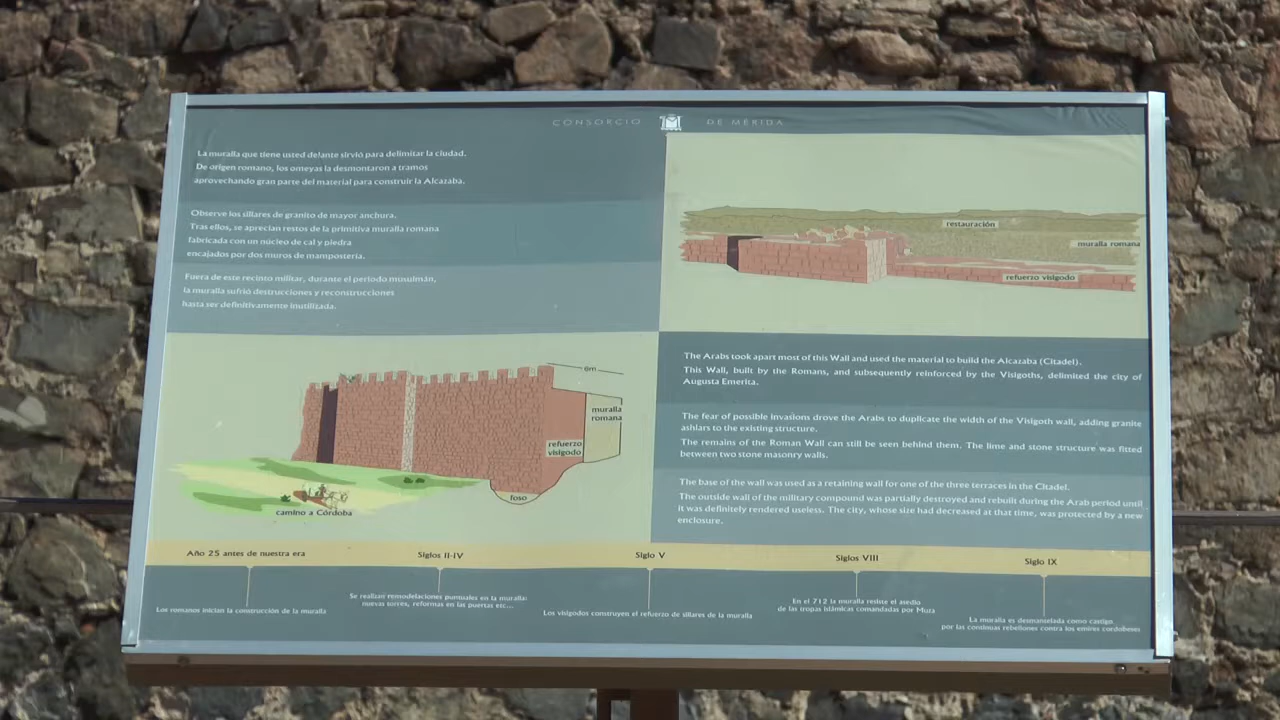 CONSORCIO DE MÉRIDA
La muralla que tiene usted delante sirvió para delimitar la ciudad.
De origen romano, los omeyas la desmontaron a tramos
aprovechando gran parte del material para construir la Alcazaba.
Observe los sillares de granito de mayor anchura.
Tras ellos, se aprecian restos de la primitiva muralla romana
fabricada con un núcleo de cal y piedra
encajados por dos muros de mampostería.
Fuera de este recinto militar, durante el período musulmán,
la muralla sufrió destrucciones y reconstrucciones
hasta ser definitivamente inutilizada.
restauración
muralla romana
refuerzo visigodo
6m
muralla
romana
refuerzo
visigodo
foso
camino a Córdoba
The Arabs took apart most of this Wall and used the material to build the Alcazaba (Citadel).
This Wall, built by the Romans, and subsequently reinforced by the Visigoths, delimited the city of
Augusta Emerita.
The fear of possible invasions drove the Arabs to duplicate the width of the Visigoth wall, adding granite
ashlars to the existing structure.
The remains of the Roman Wall can still be seen behind them. The lime and stone structure was fitted
between two stone masonry walls.
The base of the wall was used as a retaining wall for one of the three terraces in the Citadel.
The outside wall of the military compound was partially destroyed and rebuilt during the Arab period until
it was definitely rendered useless. The city, whose size had decreased at that time, was protected by a new
enclosure.
Año 25 antes de nuestra era
Siglos II-IV
Siglo V
Siglos VIII
Siglo IX
Los romanos inician la construcción de la muralla
Se realizan remodelaciones puntuales en la muralla:
nuevas torres, reformas en las puertas etc...
Los visigodos construyen el refuerzo de sillares de la muralla
En el 712 la muralla resiste el asedio
de las tropas islámicas comandadas por Muza
La muralla es desmantelada como castigo
por las continuas rebeliones contra los emires cordobeses